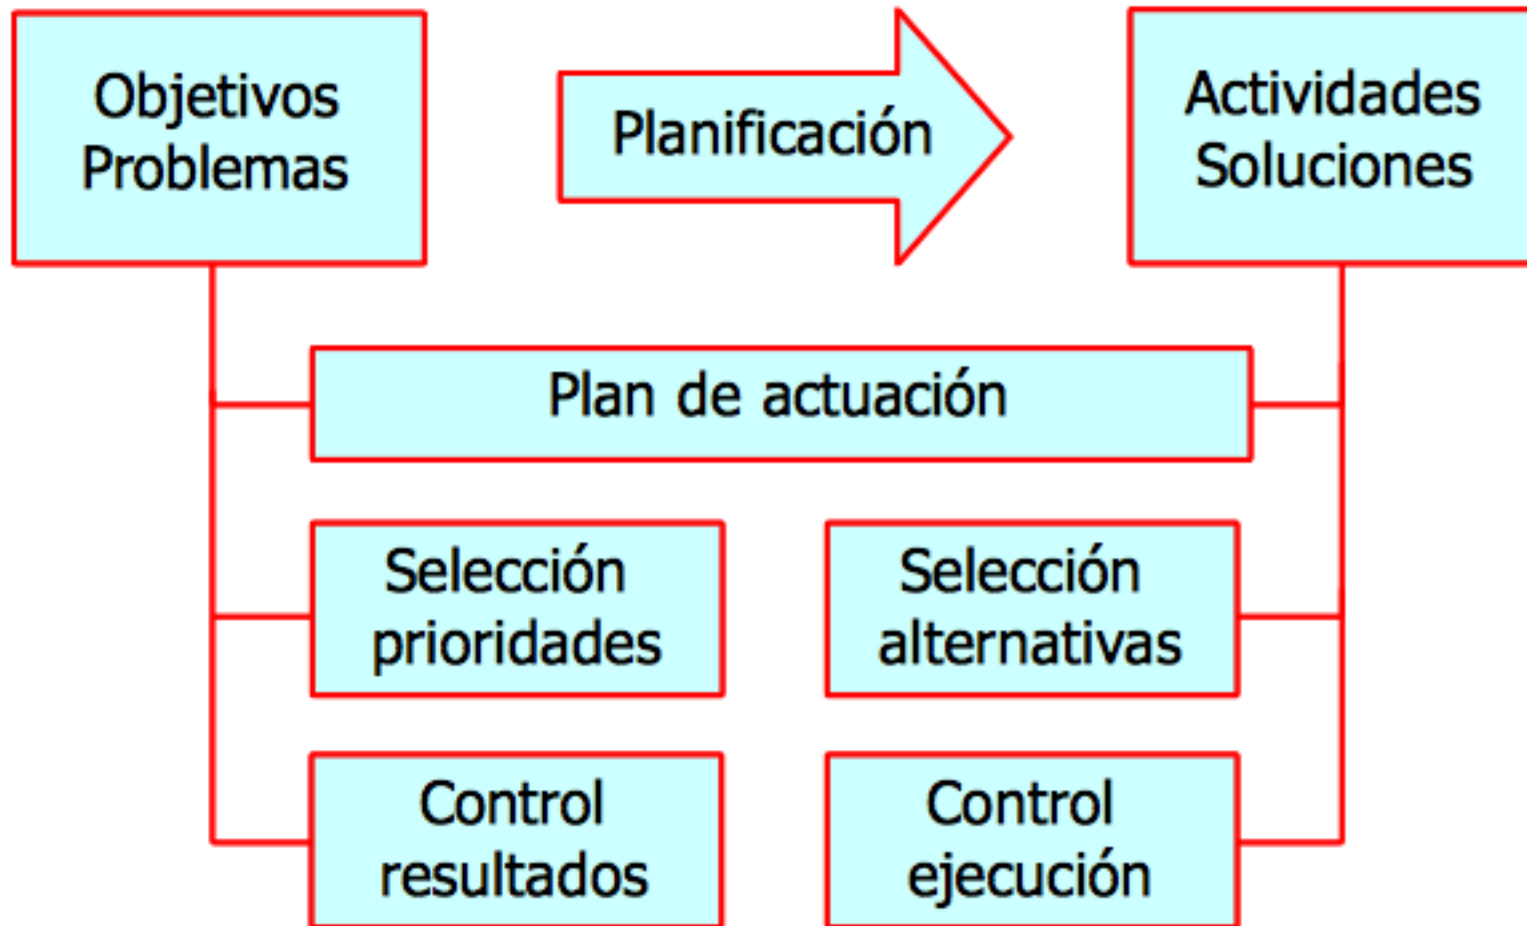 Objetivos
Problemas
Planificación
Actividades
Soluciones
Plan de actuación
Selección
prioridades
Selección
alternativas
Control
resultados
Control
ejecución